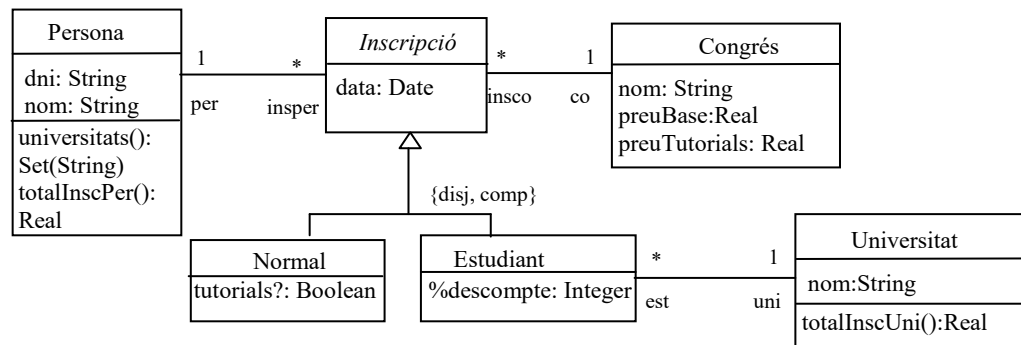 Persona
dni: String
nom: String
universitats():
Set(String)
totalInscPer():
Real
1
per
*
insper
Inscripció
data: Date
*
insco
1
co
Congrés
nom: String
preuBase:Real
preuTutorials: Real
{disj, comp}
Normal
tutorials?: Boolean
Estudiant
%descompte: Integer
*
est
1
uni
Universitat
nom:String
totalInscUni():Real